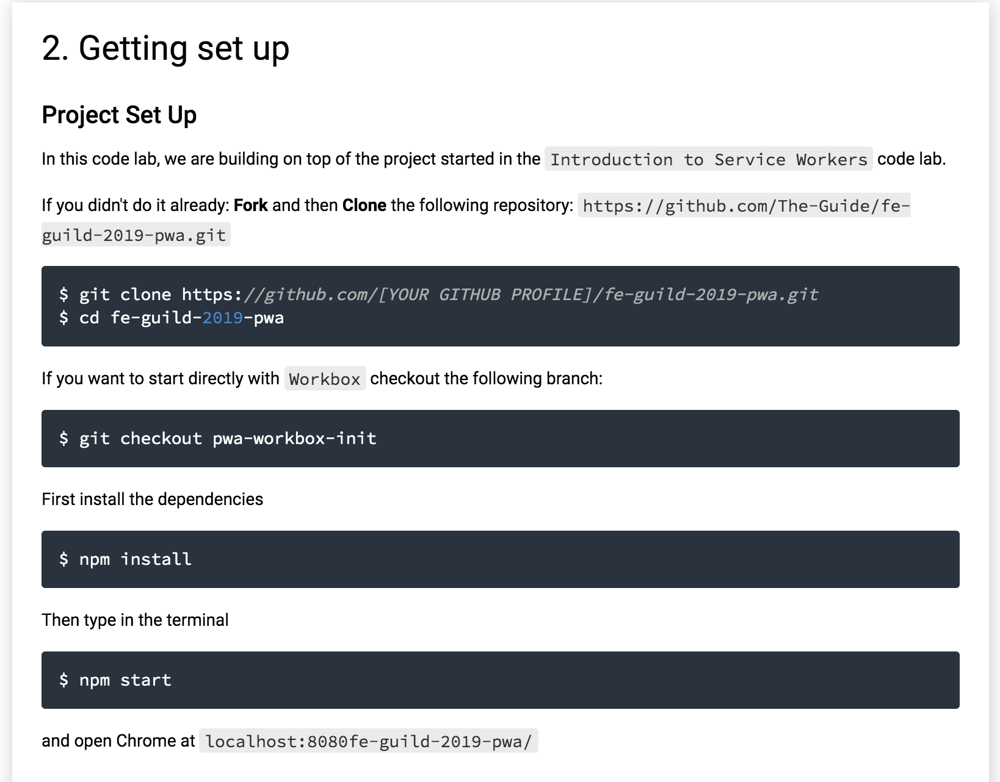 2. Getting set up
Project Set Up
In this code lab, we are building on top of the project started in the Introduction to Service Workers code lab.
If you didn't do it already: Fork and then Clone the following repository: https://github.com/The-Guide/fe-
guild-2019-pwa.git
$ git clone https://github.com/[YOUR GITHUB PROFILE]/fe-guild-2019-pwa.git
$ cd fe-guild-2019-pwa
If you want to start directly with Workbox checkout the following branch:
$ git checkout pwa-workbox-init
First install the dependencies
$ npm install
Then type in the terminal
$ npm start
and open Chrome at localhost:8080fe-guild-2019-pwa/